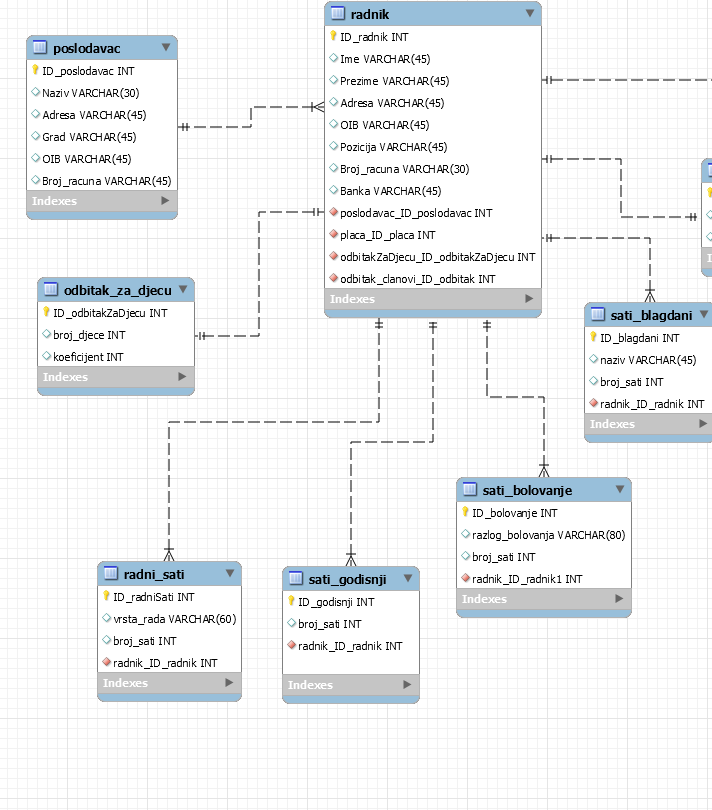 poslodavac
ID_poslodavac INT
Naziv VARCHAR(30)
Adresa VARCHAR(45)
Grad VARCHAR(45)
OIB VARCHAR(45)
Broj_racuna VARCHAR(45)
Indexes
radnik
ID_radnik INT
Ime VARCHAR(45)
Prezime VARCHAR(45)
Adresa VARCHAR(45)
OIB VARCHAR(45)
Pozicija VARCHAR(45)
Broj_racuna VARCHAR(30)
Banka VARCHAR(45)
poslodavac_ID_poslodavac INT
placa_ID_placa INT
odbitakZaDjecu_ID_odbitakZaDjecu INT
odbitak_clanovi_ID_odbitak INT
Indexes
odbitak_za_djecu
ID_odbitakZaDjecu INT
broj_djece INT
koeficijent INT
Indexes
sati_blagdani
ID_blagdani INT
naziv VARCHAR(45)
broj_sati INT
radnik_ID_radnik INT
Indexes
sati_bolovanje
ID_bolovanje INT
razlog_bolovanja VARCHAR(80)
broj_sati INT
radnik_ID_radnik1 INT
Indexes
radni_sati
ID_radniSati INT
vrsta_rada VARCHAR(60)
broj_sati INT
radnik_ID_radnik INT
Indexes
sati_godisnji
ID_godisnji INT
broj_sati INT
radnik_ID_radnik INT
Indexes